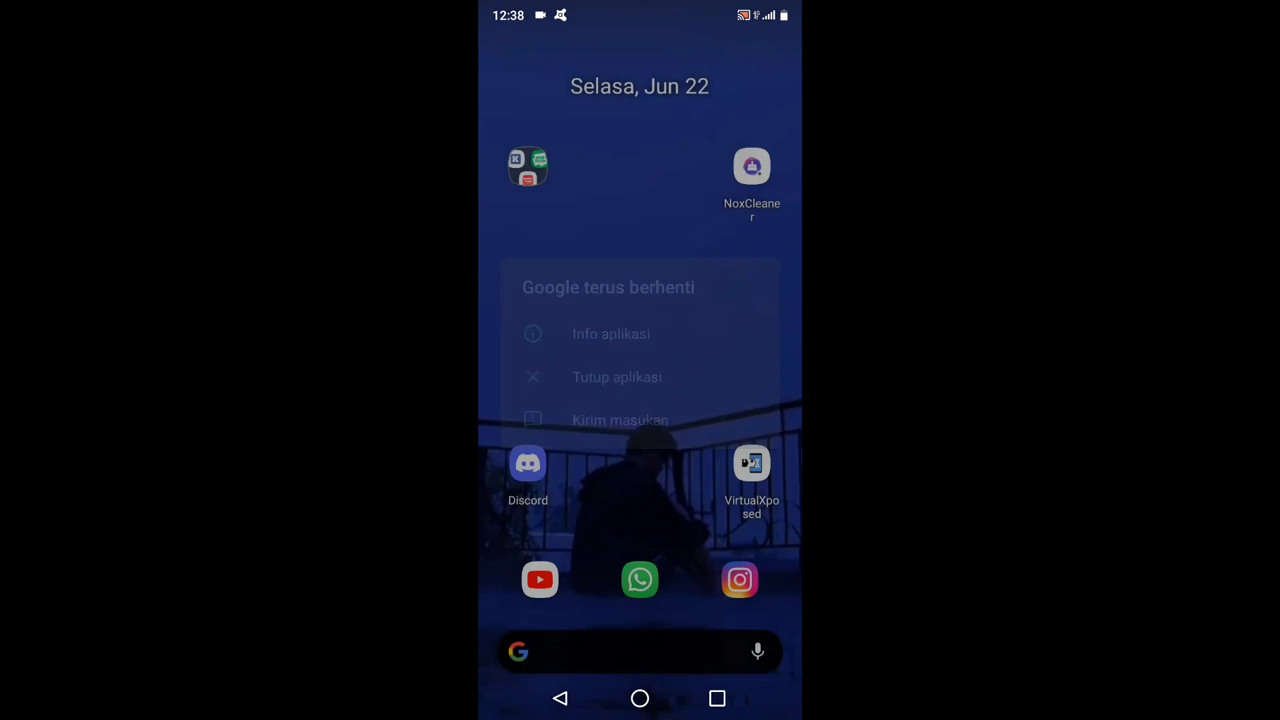 12:38
Selasa, Jun 22
NoxCleane
r
Google terus berhenti
Info aplikasi
Tutup aplikasi
Kirim masukan
Discord
VirtualXpo
sed